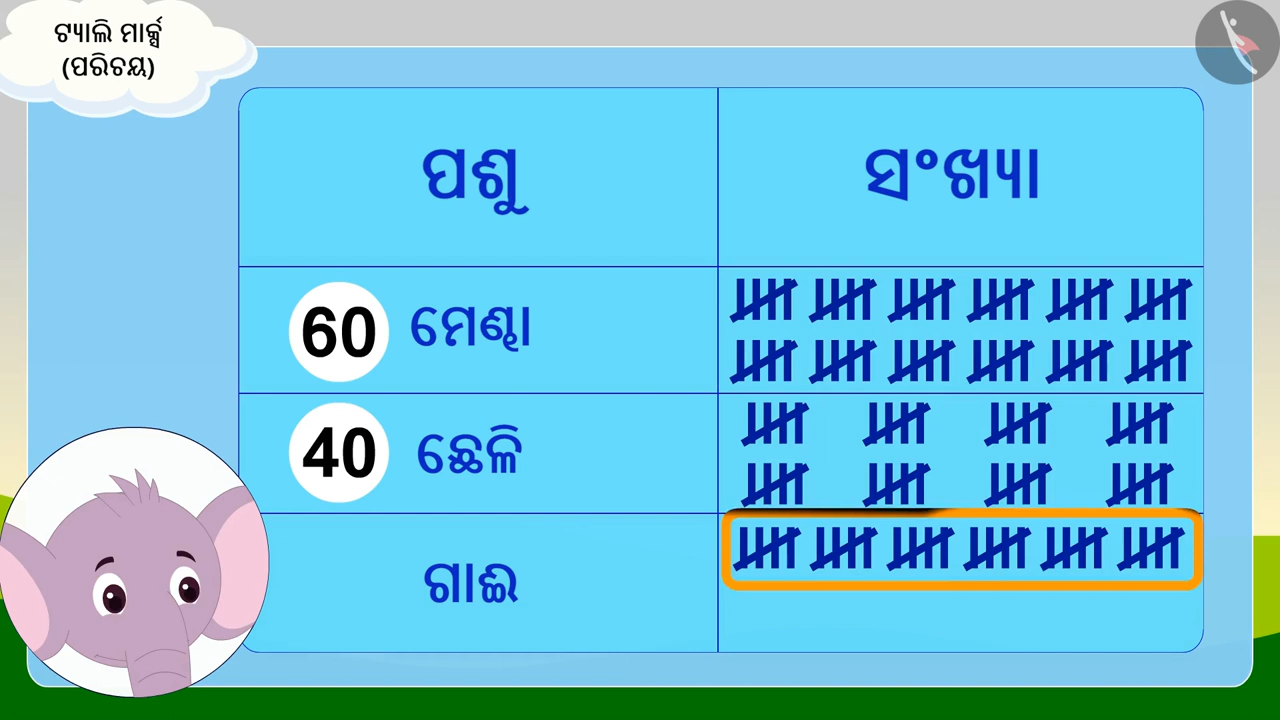 ଟ୍ୟାଲି ମାର୍କ୍ସ
(ପରିଚୟ)
ପଶୁ ସଂଖ୍ୟା
60 ମେଣ୍ଢା
40 ଛେଳି
ଗାଈ